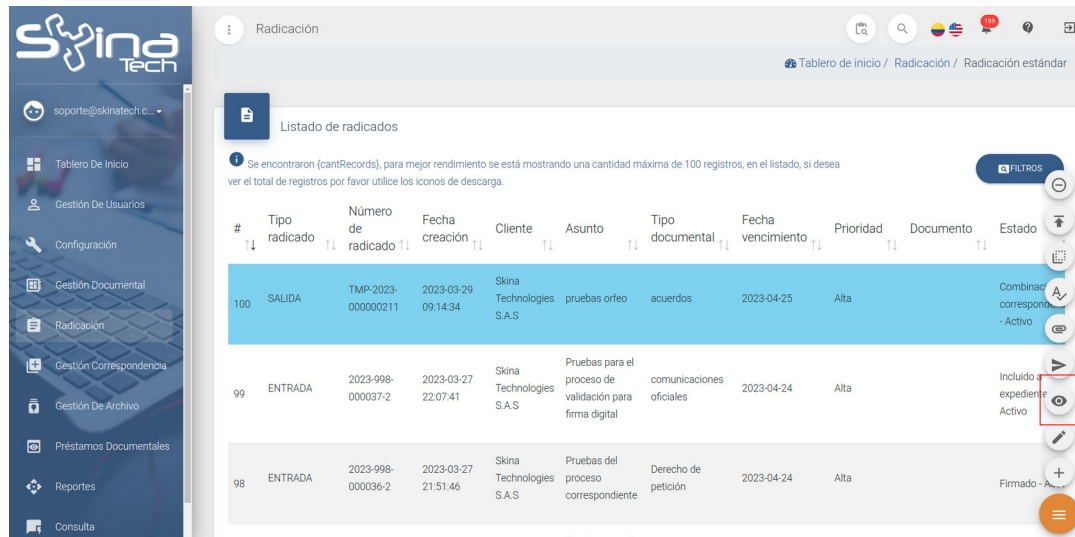 Skina
Tech
Radicación
199
Tablero de inicio / Radicación / Radicación estándar
soporte@skinatech.c...
Tablero De Inicio
Gestión De Usuarios
Configuración
Gestión Documental
Radicación
Gestión Correspondencia
Gestión De Archivo
Préstamos Documentales
Reportes
Consulta
Listado de radicados
Se encontraron {cantRecords}, para mejor rendimiento se está mostrando una cantidad máxima de 100 registros, en el listado, si desea
ver el total de registros por favor utilice los iconos de descarga.
FILTROS
#
Tipo
radicado
Número
de
radicado
Fecha
creación
Cliente
Asunto
Tipo
documental
Fecha
vencimiento
Prioridad
Documento
Estado
100
SALIDA
TMP-2023-
000000211
2023-03-29
09:14:34
Skina
Technologies
S.A.S
pruebas orfeo
acuerdos
2023-04-25
Alta
- Activo
99
ENTRADA
2023-998-
000037-2
2023-03-27
22:07:41
Skina
Technologies
S.A.S
Pruebas para el
proceso de
validación para
firma digital
comunicaciones
oficiales
2023-04-24
Alta
Incluido a
expediente
Activo
98
ENTRADA
2023-998-
000036-2
2023-03-27
21:51:46
Skina
Technologies
S.A.S
Pruebas del
proceso
correspondiente
Derecho de
petición
2023-04-24
Alta
Firmado -